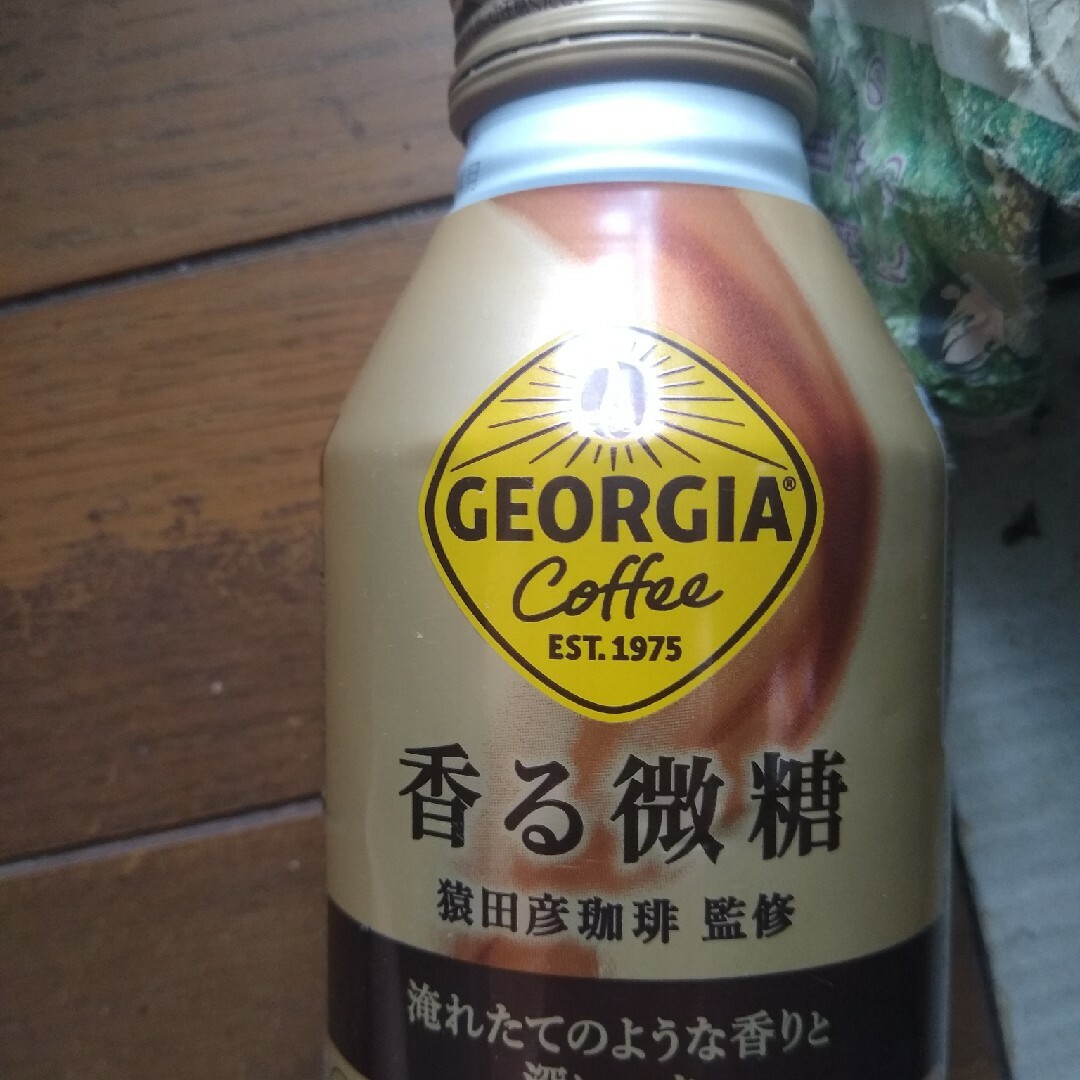 GEORGIA®
Coffee
EST. 1975
香る微糖
猿田彦珈琲 監修
淹れたてのような香りと